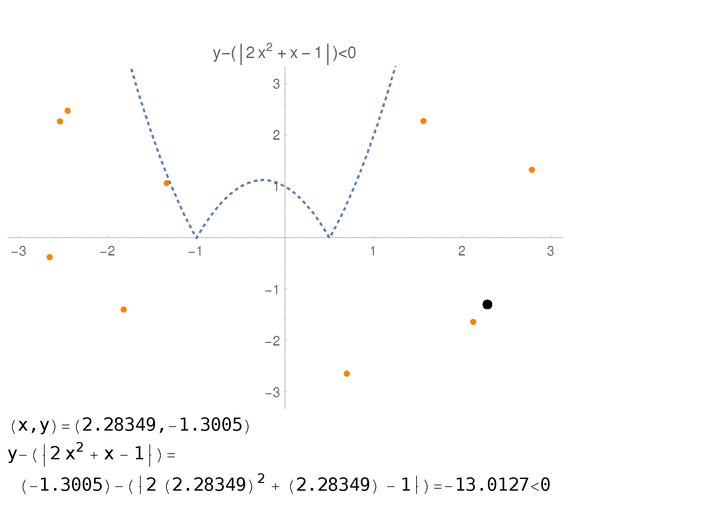 y−(|2x²+x−1|)<0
3
2
1
−3 −2 −1 1 2 3
−1
−2
−3
(x,y)=(2.28349,−1.3005)
y−(|2x²+x−1|)=
(−1.3005)−(|2 (2.28349)²+(2.28349)−1|)=−13.0127<0